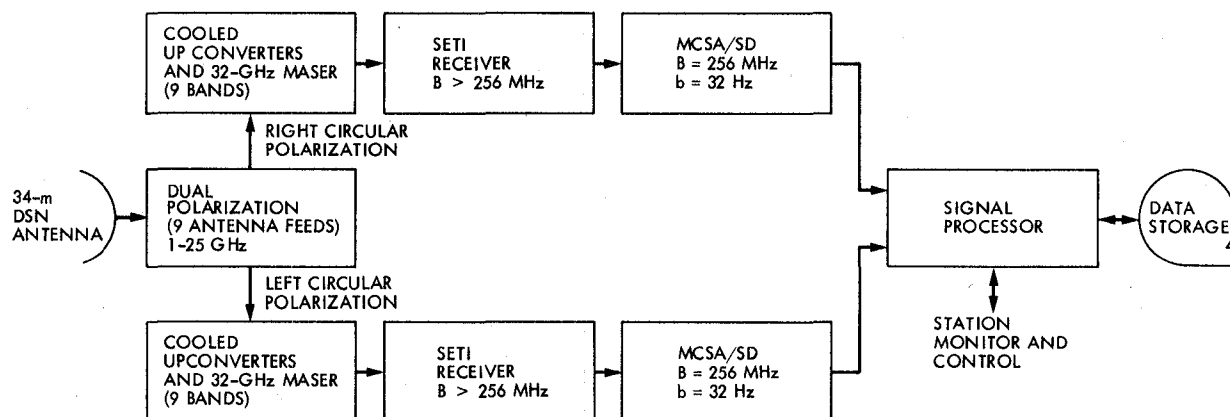 COOLED
UP CONVERTERS
AND 32-GHz MASER
(9 BANDS)
SETI
RECEIVER
B > 256 MHz
MCSA/SD
B = 256 MHz
b = 32 Hz
RIGHT CIRCULAR
POLARIZATION
34-m
DSN
ANTENNA
DUAL
POLARIZATION
(9 ANTENNA FEEDS)
1-25 GHz
SIGNAL
PROCESSOR
DATA
STORAGE
LEFT CIRCULAR
POLARIZATION
STATION
MONITOR AND
CONTROL
COOLED
UPCONVERTERS
AND 32-GHz MASER
(9 BANDS)
SETI
RECEIVER
B > 256 MHz
MCSA/SD
B = 256 MHz
b = 32 Hz